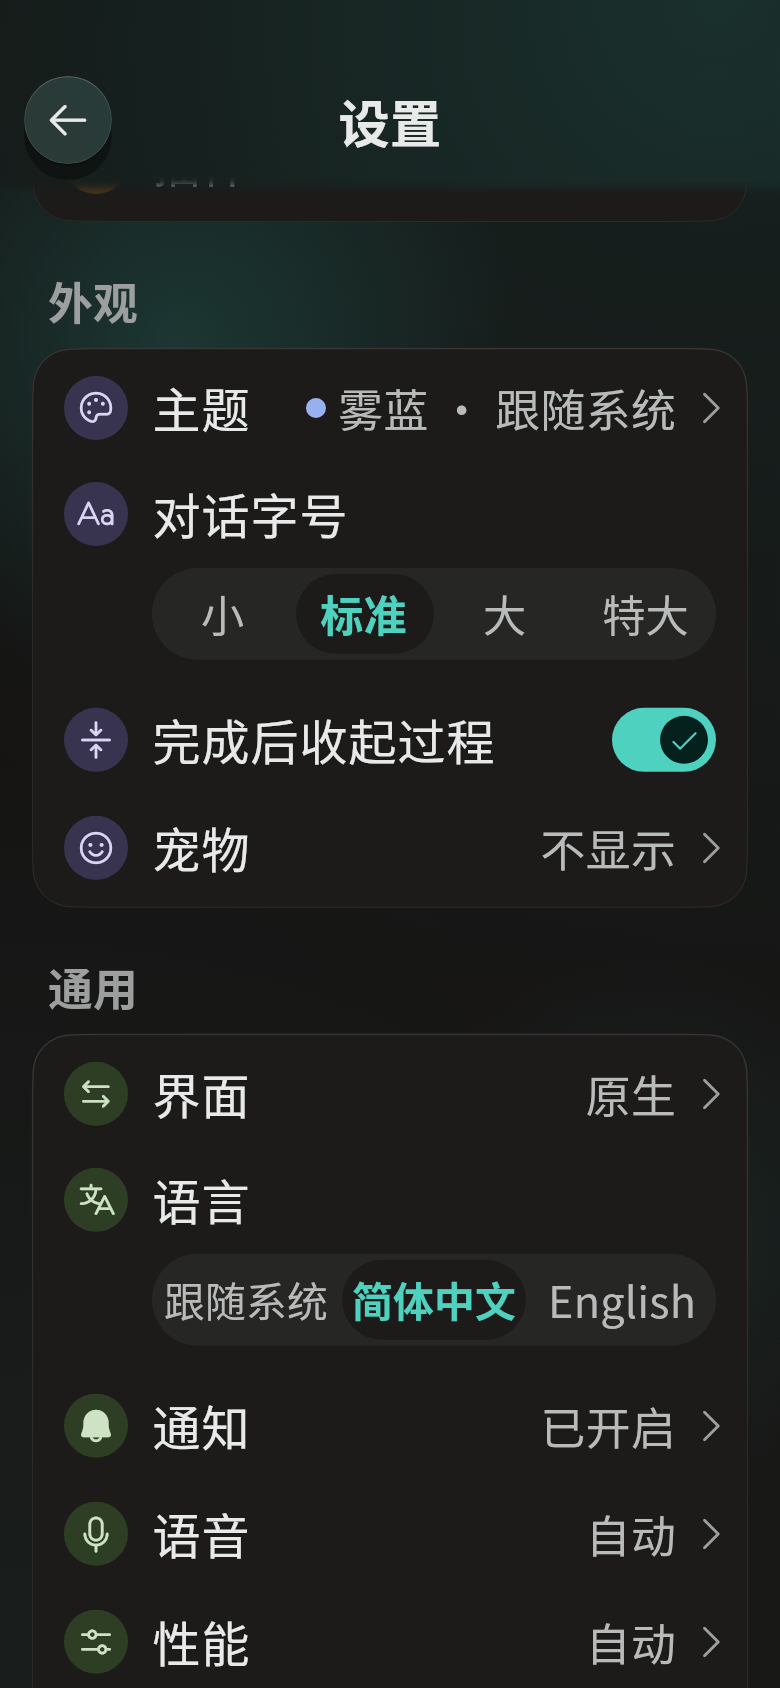 设置
外观
主题 雾蓝 · 跟随系统
Aa 对话字号
小 标准 大 特大
完成后收起过程
宠物 不显示
通用
界面 原生
语言
跟随系统 简体中文 English
通知 已开启
语音 自动
性能 自动